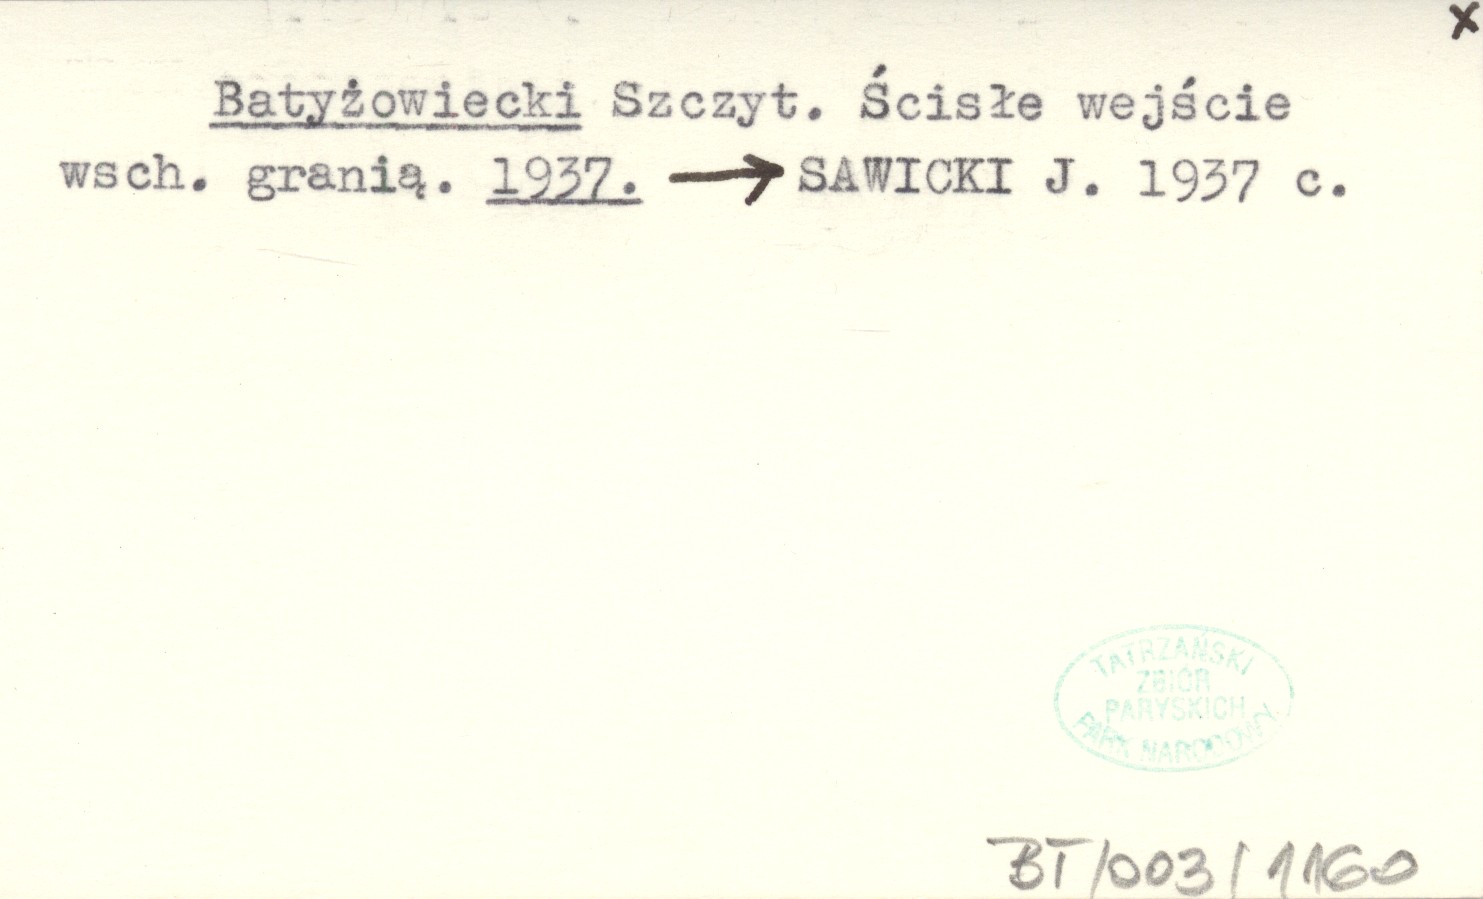 x
Batyżowiecki Szczyt. Ścisłe wejście
wsch. granią. 1937. → SAWICKI J. 1937 c.
TATRZAŃSKI
ZBIÓR
PARYSKICH
PARK NARODOWY
BT/003/1160